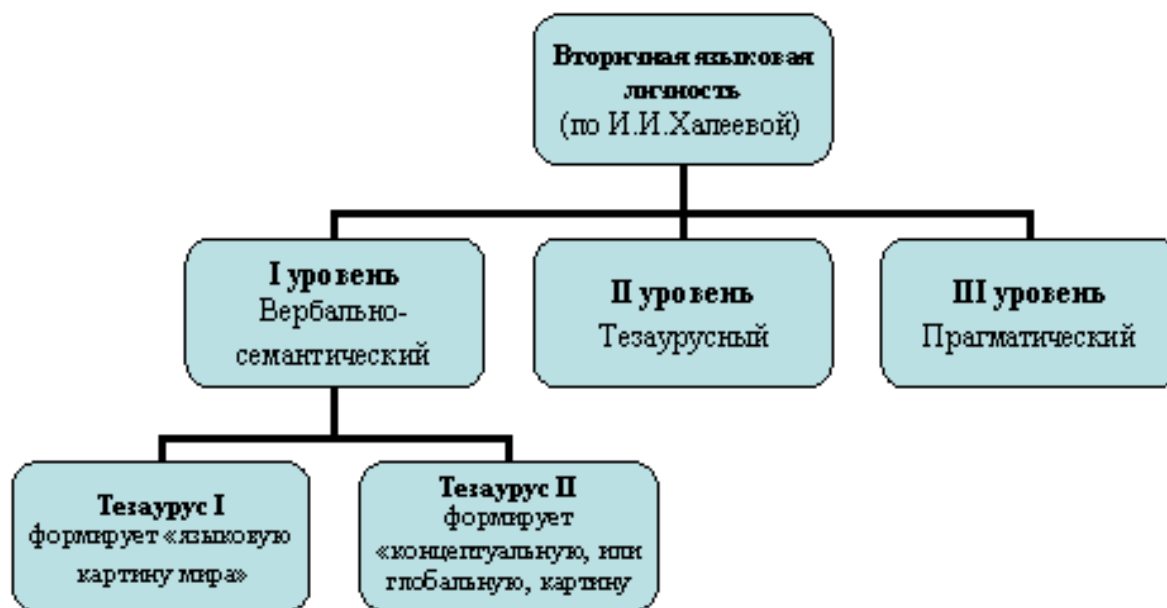 Вторичная языковая
личность
(по И.И.Халеевой)
I уровень
Вербально-
семантический
II уровень
Тезаурусный
III уровень
Прагматический
Тезаурус I
формирует «языковую
картину мира»
Тезаурус II
формирует
«концептуальную, или
глобальную, картину